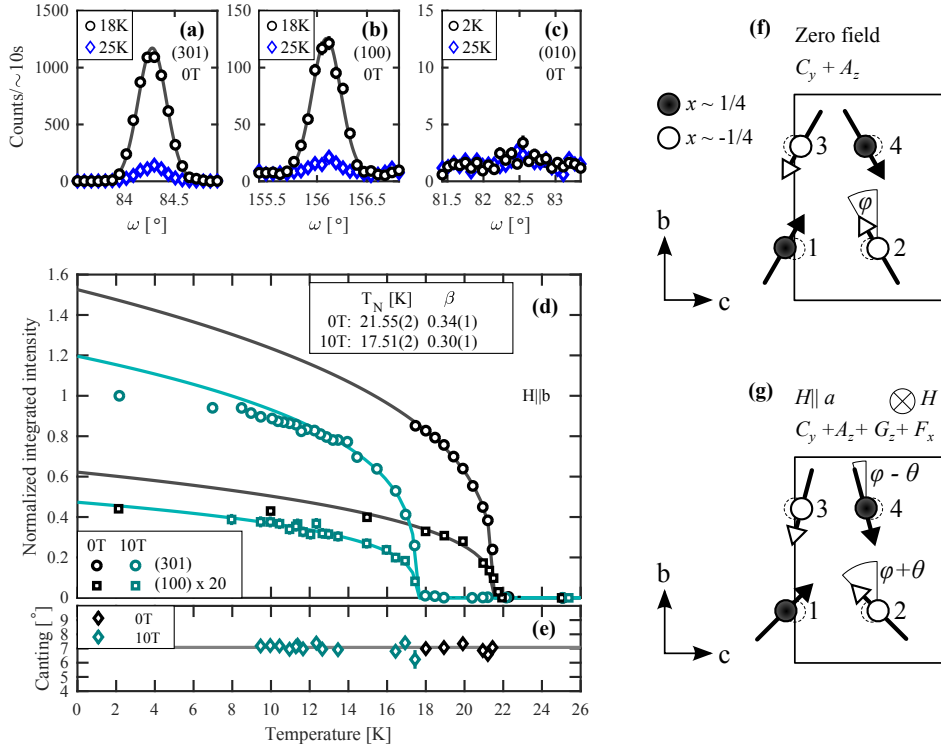 (a)
18K
25K
(301)
0T
1500
1000
500
0
84
84.5
ω [°]
Counts/~10s
(b)
18K
25K
(100)
0T
150
100
50
0
155.5
156
156.5
ω [°]
(c)
2K
25K
(010)
0T
15
10
5
0
81.5
82
82.5
83
ω [°]
(d)
T_N [K] β
0T: 21.55(2) 0.34(1)
10T: 17.51(2) 0.30(1)
H||b
Normalized integrated intensity
1.6
1.4
1.2
1
0.8
0.6
0.4
0.2
0
0T 10T
(301)
(100) x 20
(e)
0T
10T
Canting [°]
9
8
7
6
5
4
0 2 4 6 8 10 12 14 16 18 20 22 24 26
Temperature [K]
(f)
Zero field
C_y + A_z
x ~ 1/4
x ~ -1/4
3
4
φ
1
2
b
c
(g)
H|| a
H
C_y +A_z+ G_z+ F_x
φ - θ
3
4
φ+θ
1
2
b
c